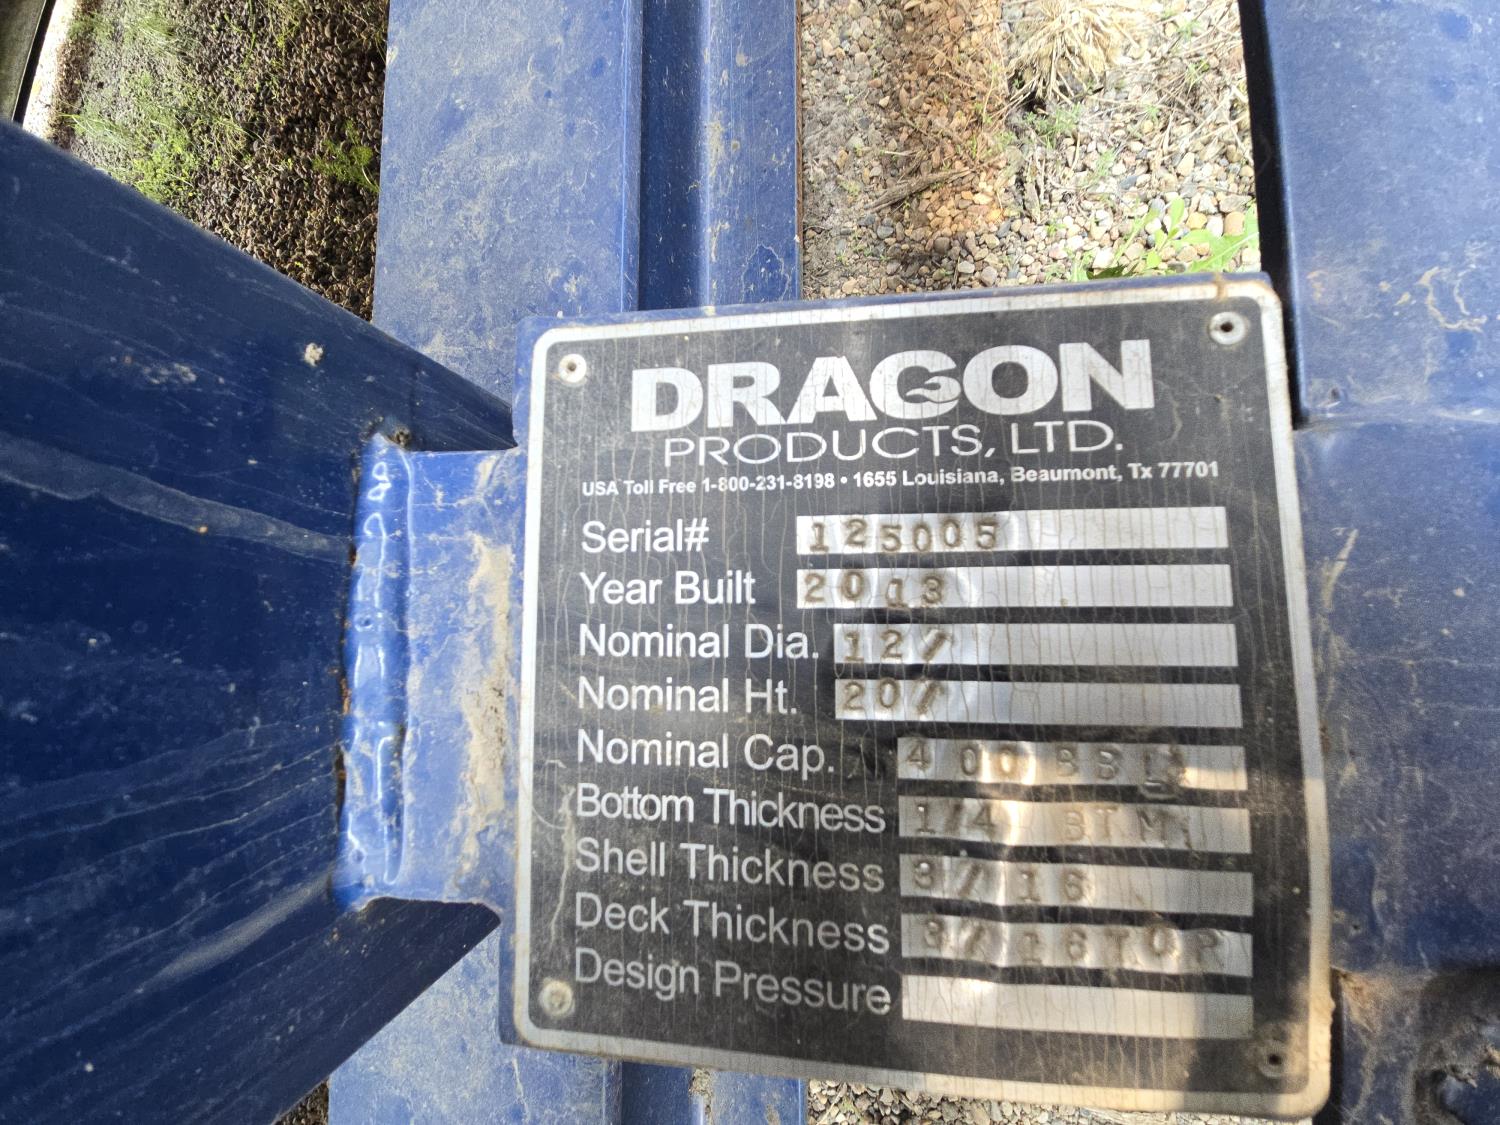 DRAGON
PRODUCTS, LTD.
USA Toll Free 1-800-231-8198 • 1655 Louisiana, Beaumont, Tx 77701
Serial# 125005
Year Built 2013
Nominal Dia. 12/
Nominal Ht. 20/
Nominal Cap. 400 BBL
Bottom Thickness 1/4 BTM
Shell Thickness 3/16
Deck Thickness 3/16TOP
Design Pressure